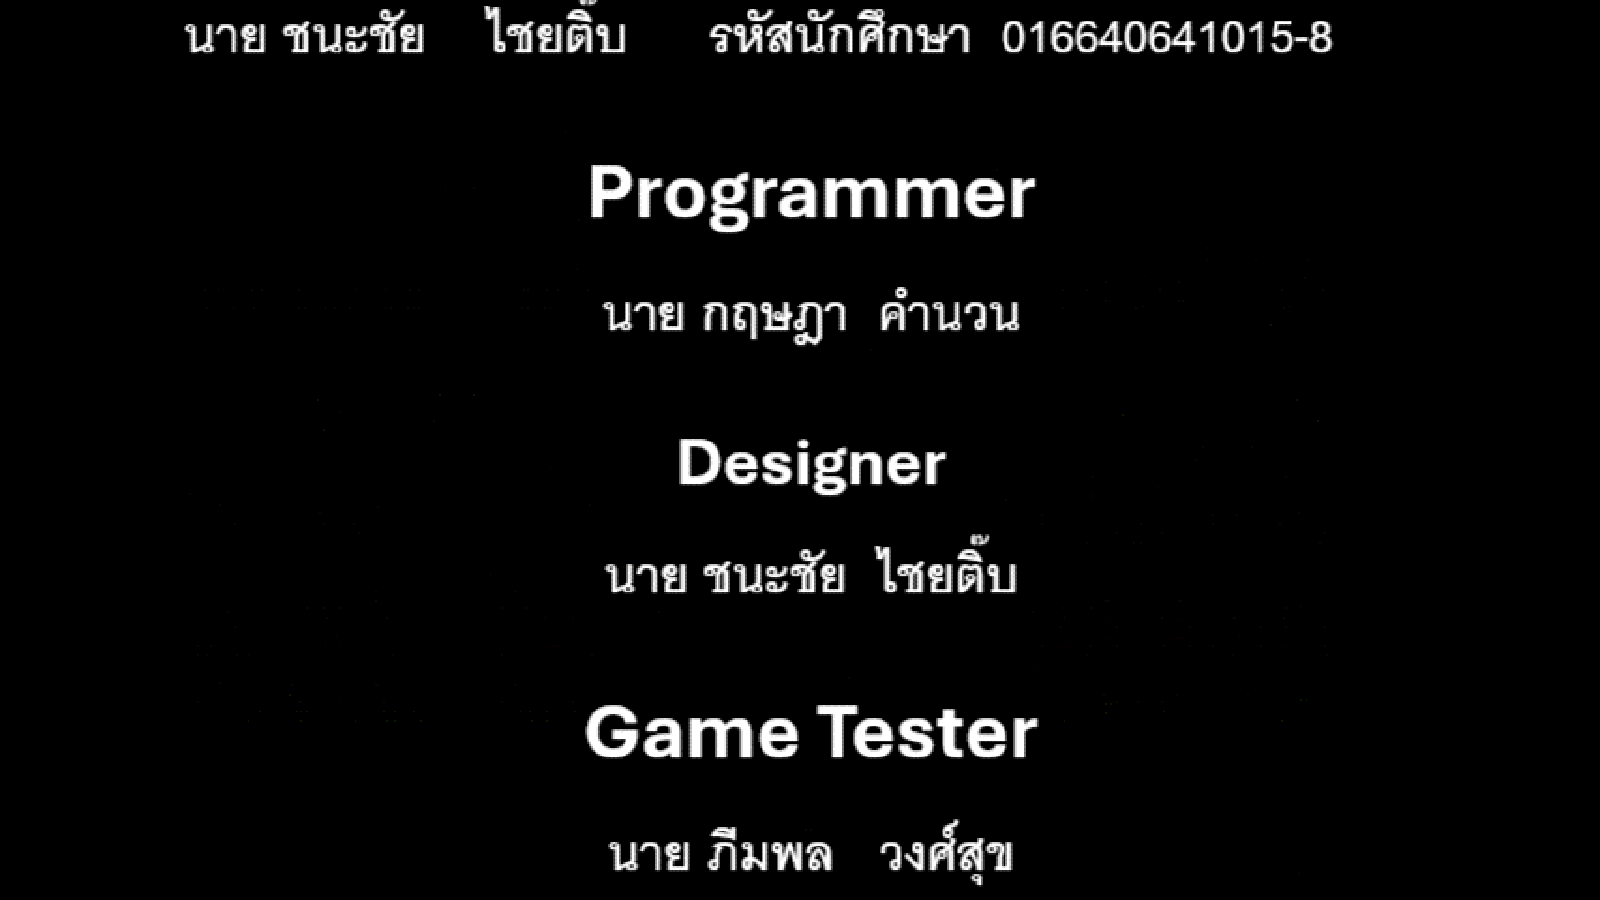 นาย ชนะชัย ไชยติ๊บ รหัสนักศึกษา 016640641015-8
Programmer
นาย กฤษฎา คำนวน
Designer
นาย ชนะชัย ไชยติ๊บ
Game Tester
นาย ภีมพล วงศ์สุข